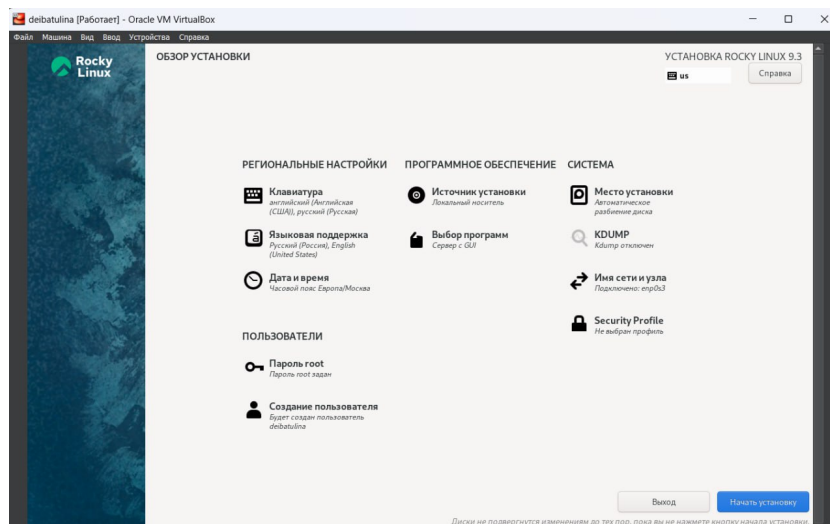 deibatulina [Работает] - Oracle VM VirtualBox
Файл Машина Вид Ввод Устройства Справка
Rocky
Linux
ОБЗОР УСТАНОВКИ
УСТАНОВКА ROCKY LINUX 9.3
us
Справка
РЕГИОНАЛЬНЫЕ НАСТРОЙКИ
Клавиатура
английский (Английская
(США)), русский (Русская)
Языковая поддержка
Русский (Россия), English
(United States)
Дата и время
Часовой пояс Европа/Москва
ПОЛЬЗОВАТЕЛИ
Пароль root
Пароль root задан
Создание пользователя
Будет создан пользователь
deibatulina
ПРОГРАММНОЕ ОБЕСПЕЧЕНИЕ
Источник установки
Локальный носитель
Выбор программ
Сервер с GUI
СИСТЕМА
Место установки
Автоматическое
разбиение диска
KDUMP
Kdump отключен
Имя сети и узла
Подключено: enp0s3
Security Profile
Не выбран профиль
Выход
Начать установку
Диски не подвергнутся изменениям до тех пор, пока вы не нажмете кнопку начала установки.